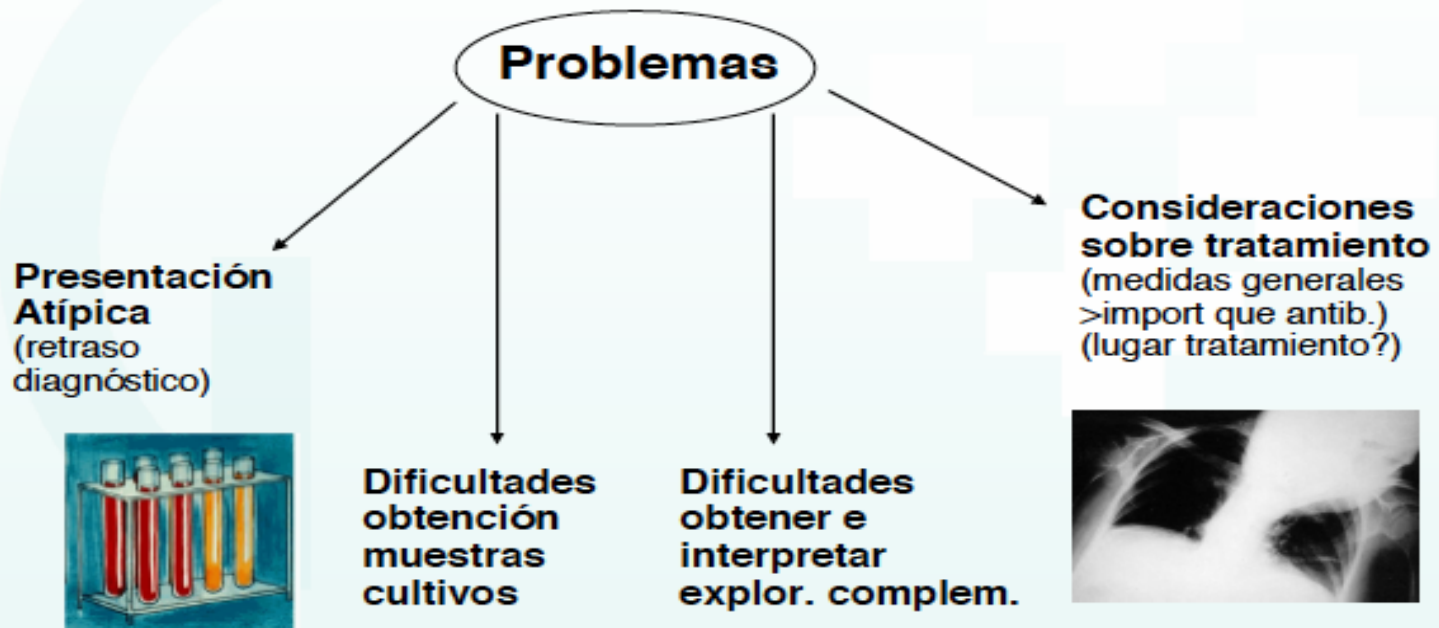 Problemas
Presentación
Atípica
(retraso
diagnóstico)
Dificultades
obtención
muestras
cultivos
Dificultades
obtener e
interpretar
explor. complem.
Consideraciones
sobre tratamiento
(medidas generales
>import que antib.)
(lugar tratamiento?)